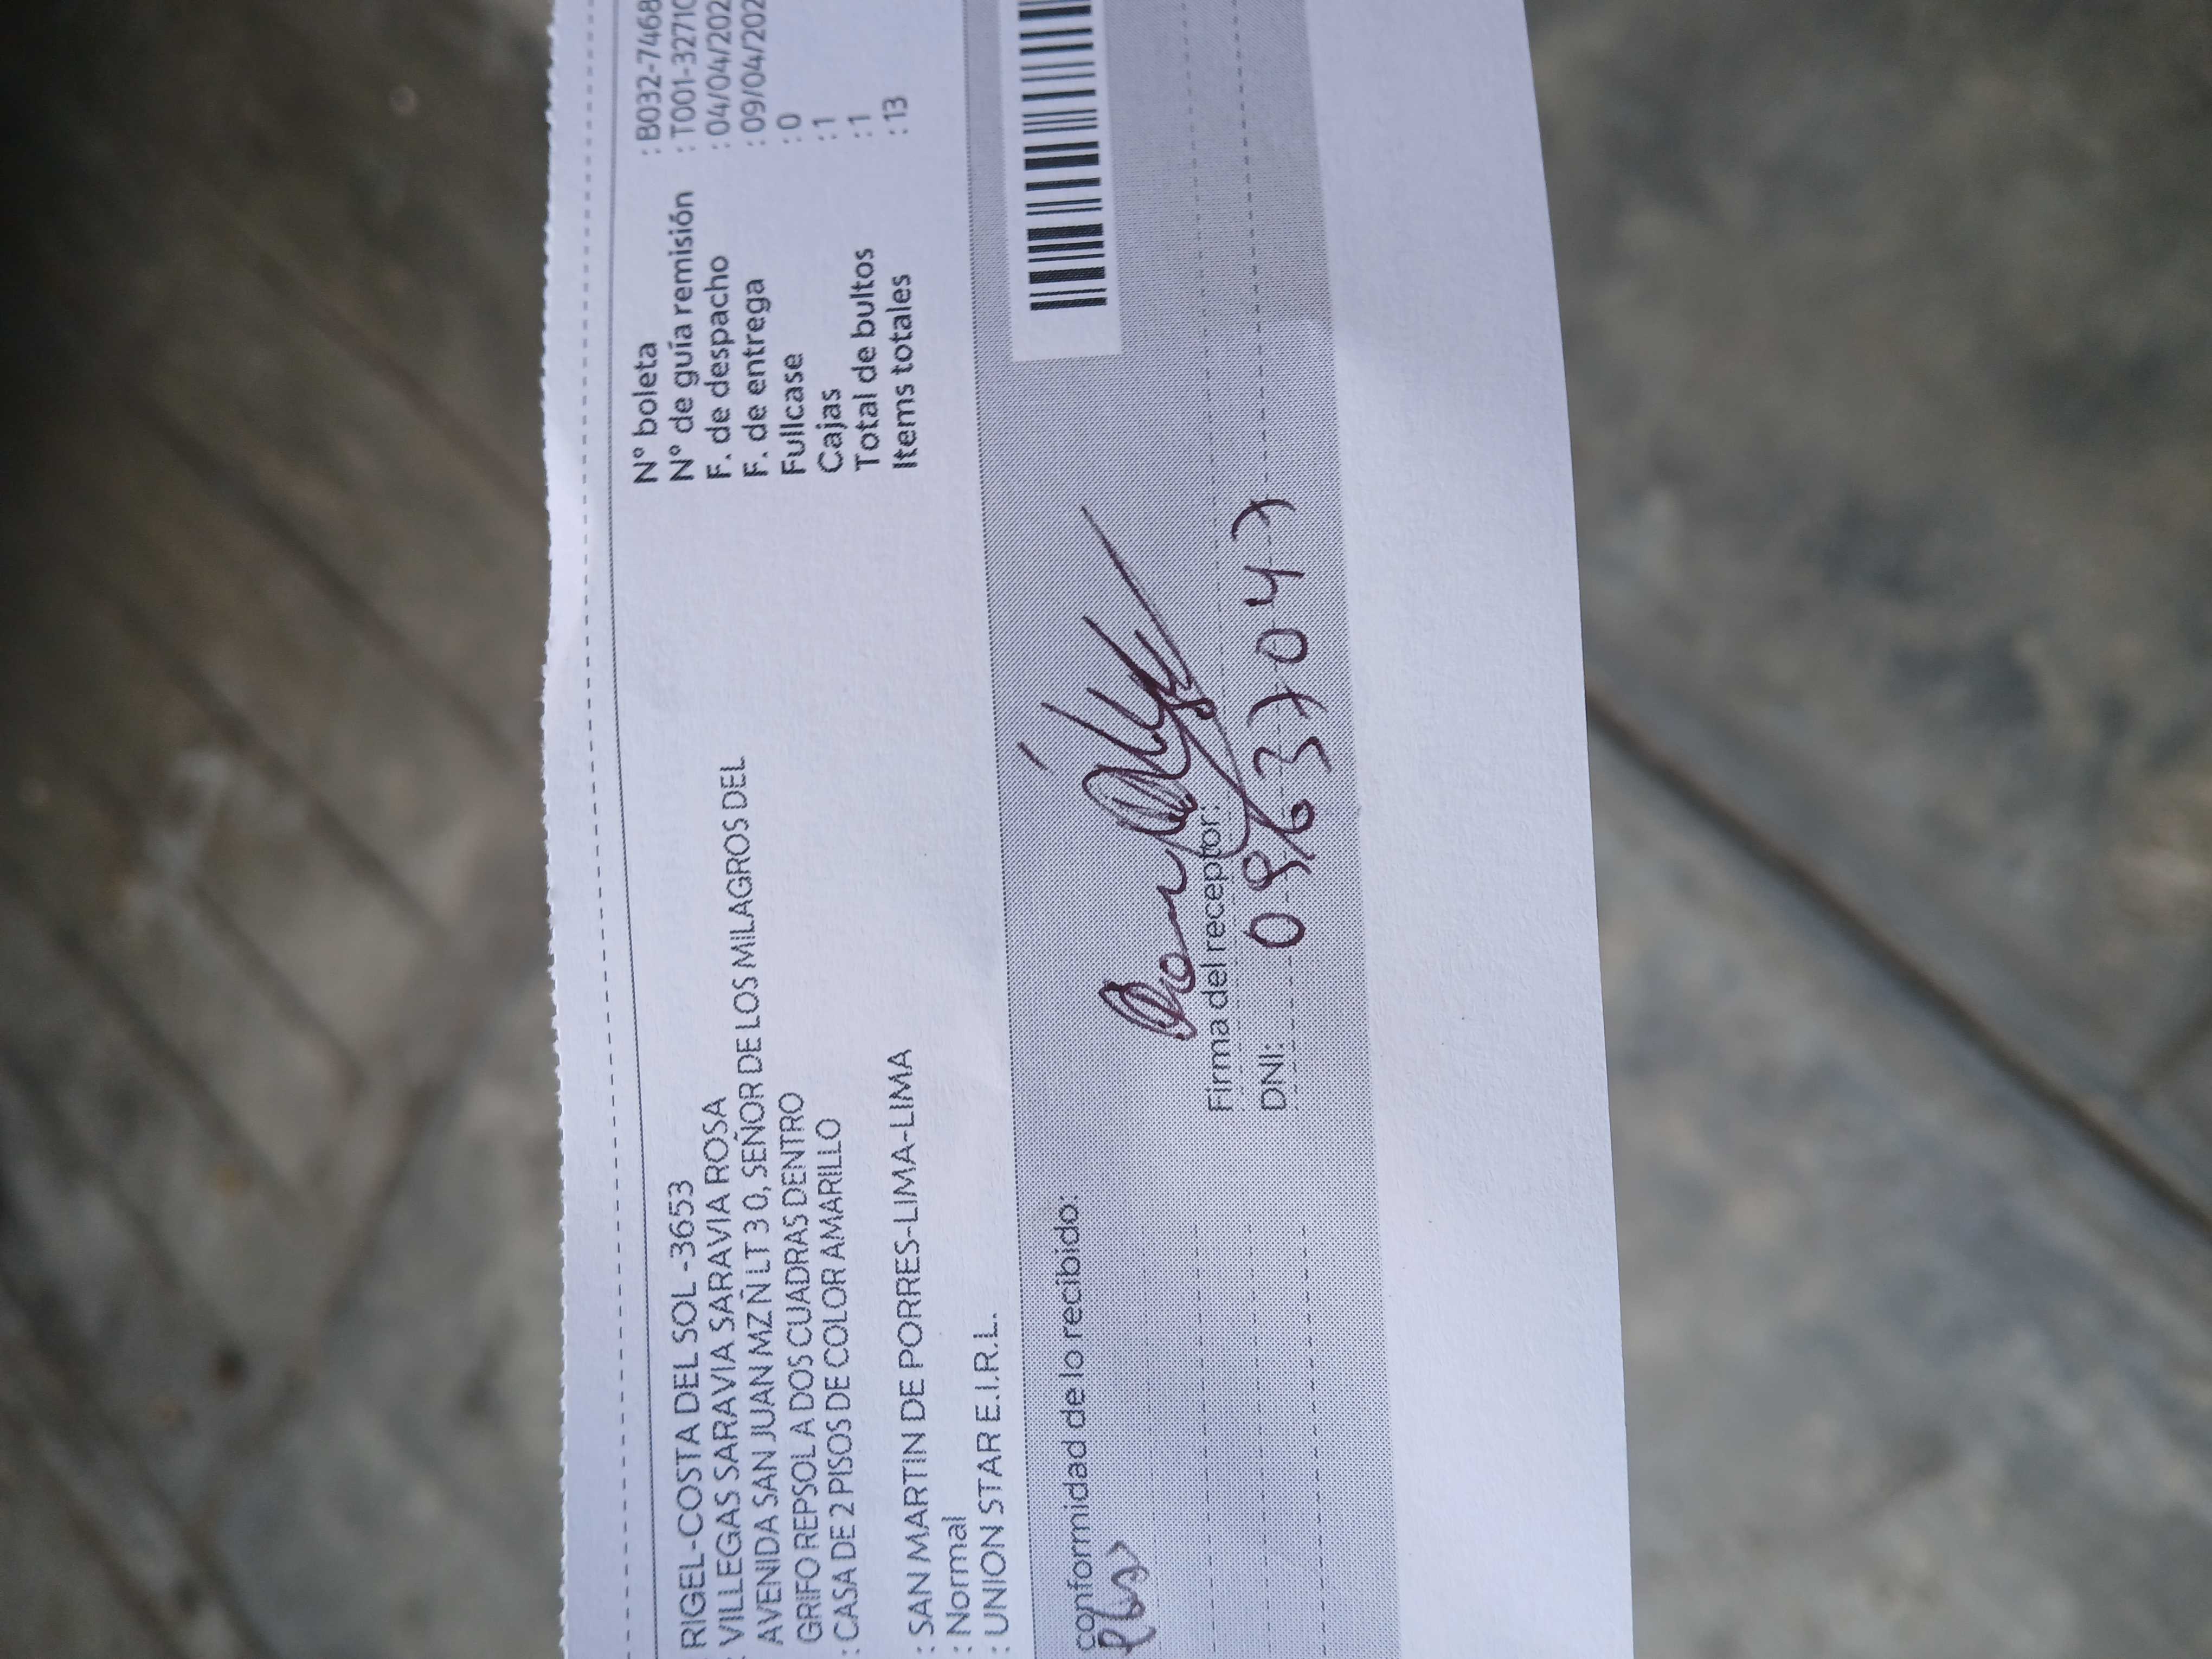 RIGEL-COSTA DEL SOL -3653
VILLEGAS SARAVIA SARAVIA ROSA
AVENIDA SAN JUAN MZ Ñ LT 3 0, SEÑOR DE LOS MILAGROS DEL
GRIFO REPSOL A DOS CUADRAS DENTRO
: CASA DE 2 PISOS DE COLOR AMARILLO
: SAN MARTIN DE PORRES-LIMA-LIMA
: Normal
: UNION STAR E.I.R.L.
N° boleta : B032-7468
N° de guía remisión : T001-32710
F. de despacho : 04/04/202
F. de entrega : 09/04/202
Fullcase : 0
Cajas : 1
Total de bultos : 1
Items totales : 13
conformidad de lo recibido:
Firma del receptor:
DNI: 09637047